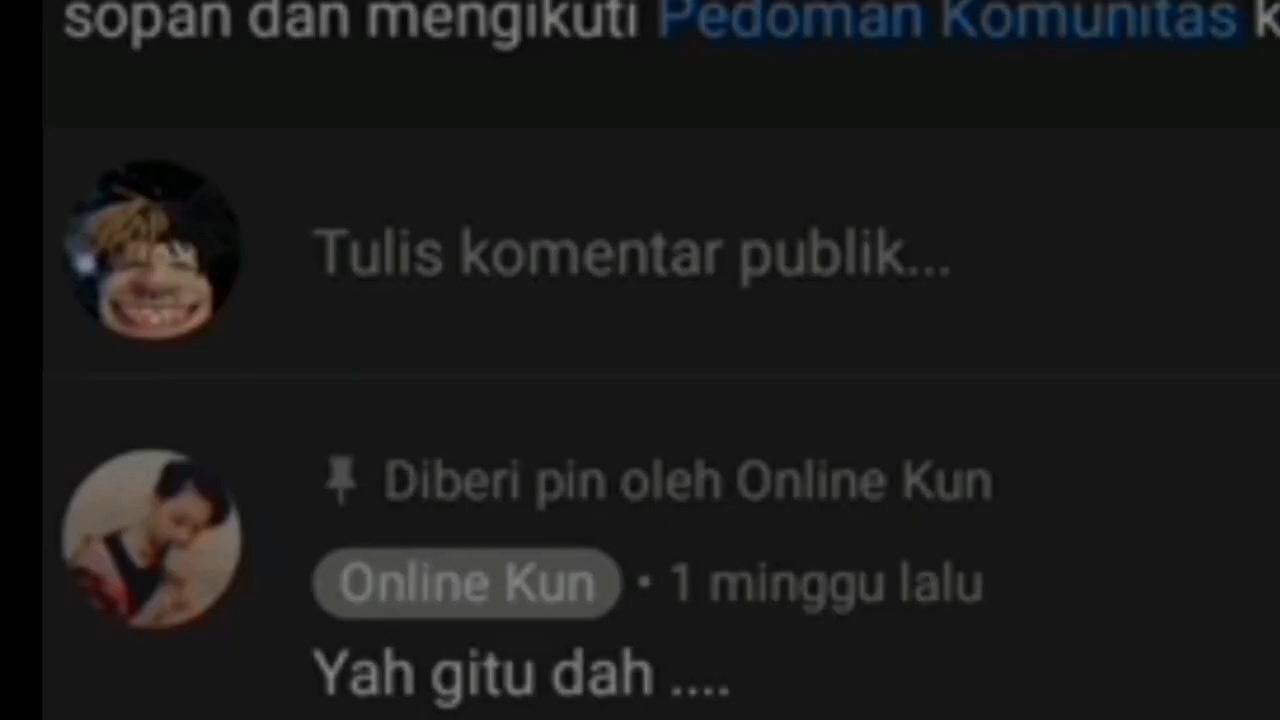 sopan dan mengikuti Pedoman Komunitas
Tulis komentar publik...
Diberi pin oleh Online Kun
Online Kun • 1 minggu lalu
Yah gitu dah ....